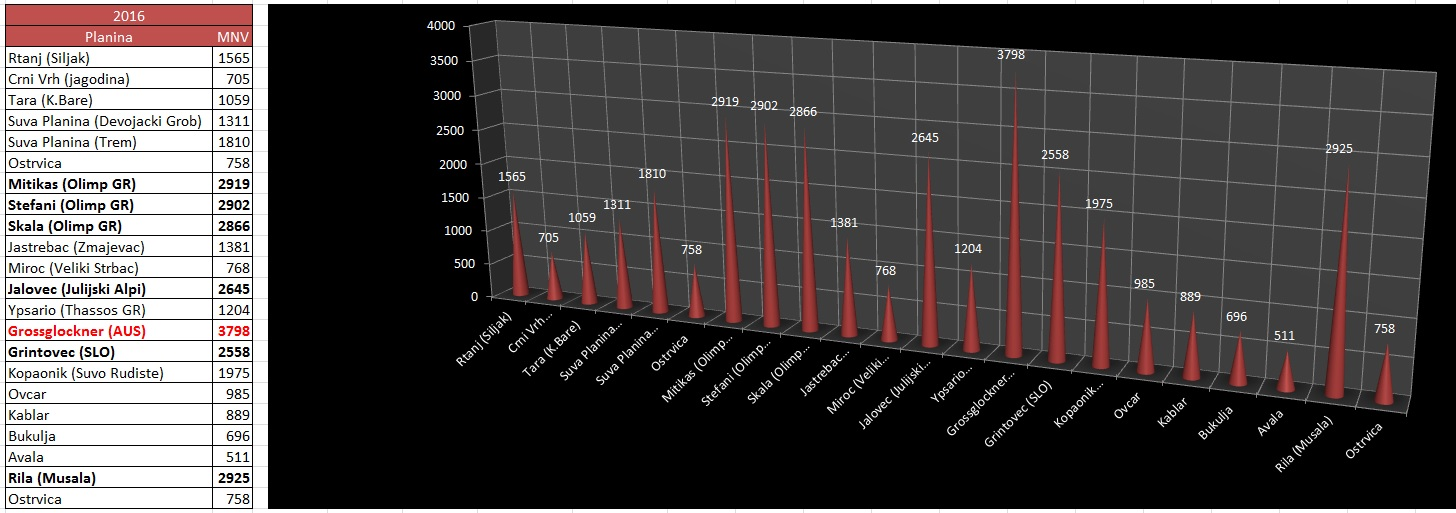 2016
Planina MNV
Rtanj (Siljak) 1565
Crni Vrh (jagodina) 705
Tara (K.Bare) 1059
Suva Planina (Devojacki Grob) 1311
Suva Planina (Trem) 1810
Ostrvica 758
Mitikas (Olimp GR) 2919
Stefani (Olimp GR) 2902
Skala (Olimp GR) 2866
Jastrebac (Zmajevac) 1381
Miroc (Veliki Strbac) 768
Jalovec (Julijski Alpi) 2645
Ypsario (Thassos GR) 1204
Grossglockner (AUS) 3798
Grintovec (SLO) 2558
Kopaonik (Suvo Rudiste) 1975
Ovcar 985
Kablar 889
Bukulja 696
Avala 511
Rila (Musala) 2925
Ostrvica 758
4000
3500
3000
2500
2000
1500
1000
500
0
1565
705
1059
1311
1810
758
2919
2902
2866
1381
768
2645
1204
3798
2558
1975
985
889
696
511
2925
758
Rtanj (Siljak)
Crni Vrh...
Tara (K.Bare)
Suva Planina...
Suva Planina...
Ostrvica
Mitikas (Olimp...
Stefani (Olimp...
Skala (Olimp...
Jastrebac...
Miroc (Veliki...
Jalovec (Julijski...
Ypsario...
Grossglockner...
Grintovec (SLO)
Kopaonik...
Ovcar
Kablar
Bukulja
Avala
Rila (Musala)
Ostrvica